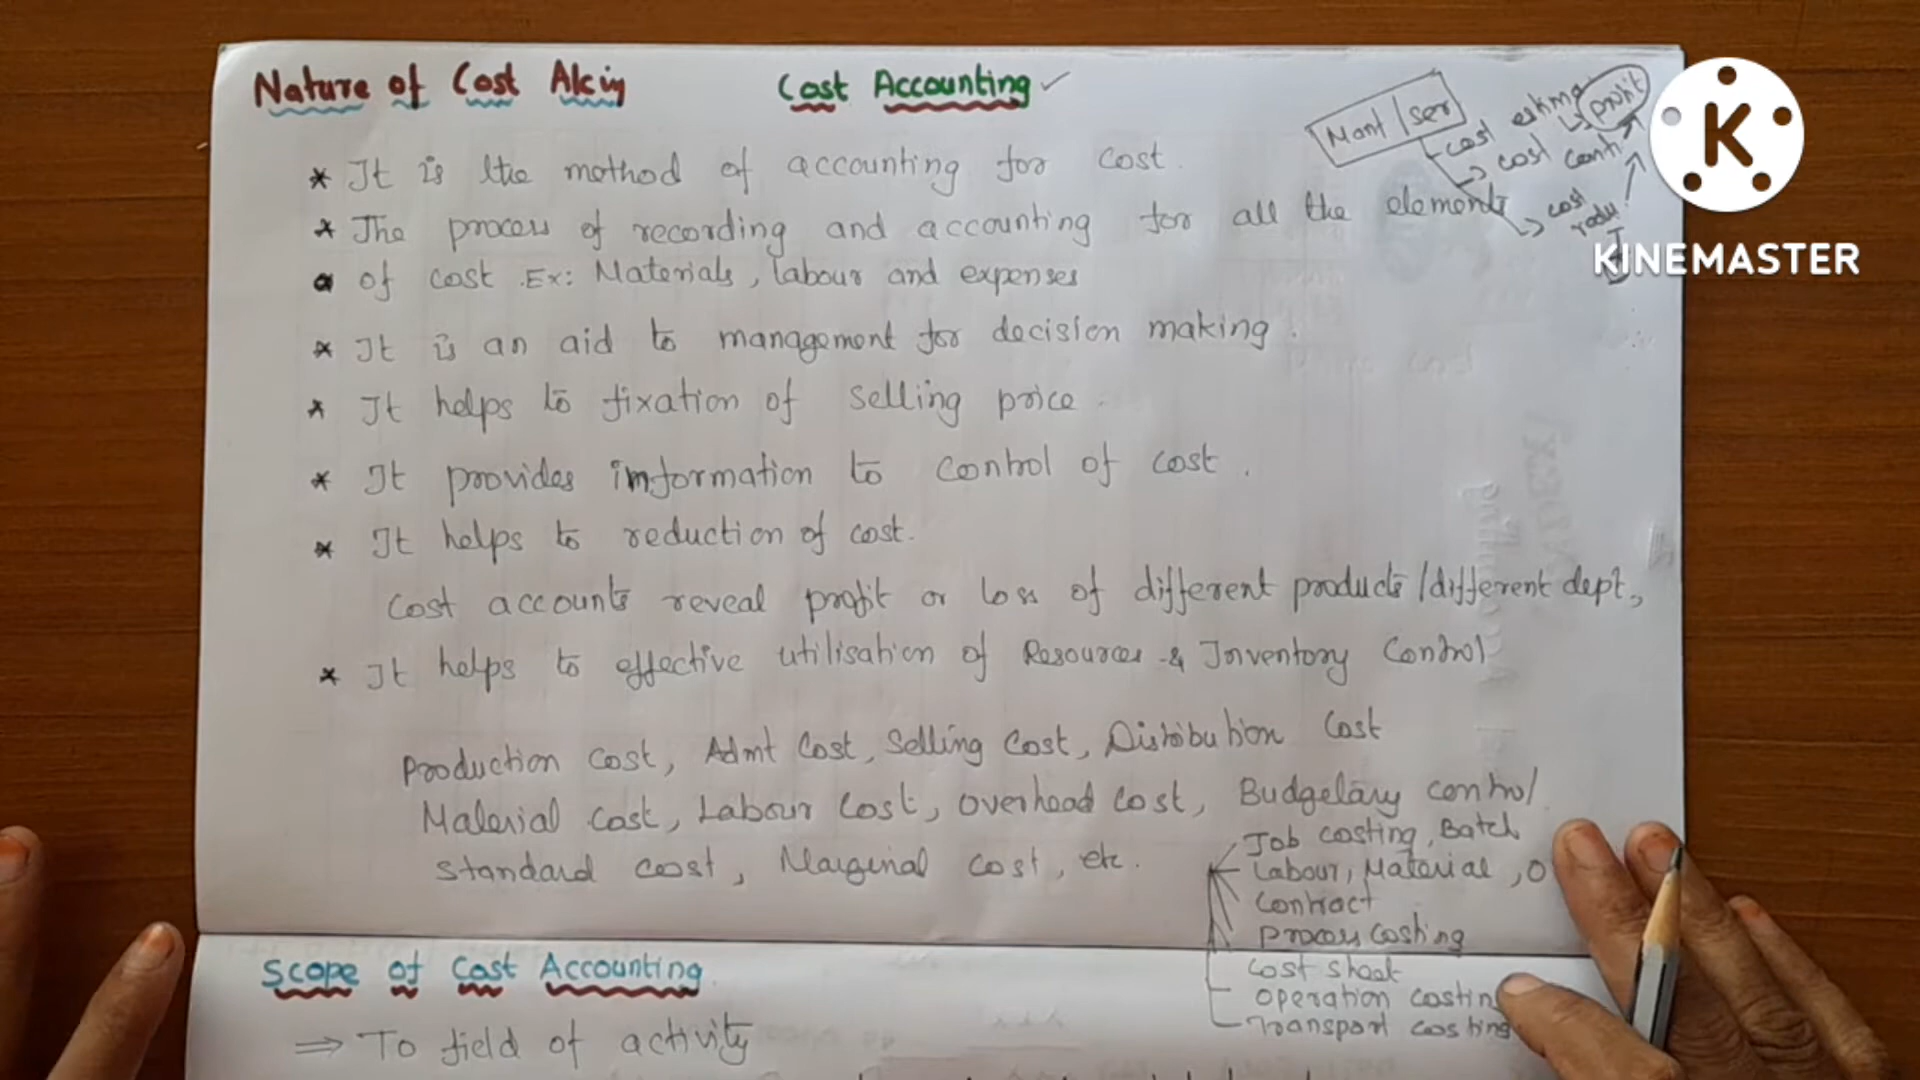 Nature of Cost A/cing
Cost Accounting
Manf/ser
cost
profit
cost
cost
redu
KINEMASTER
* It is the method of accounting for cost.
* The process of recording and accounting for all the elements
of cost. Ex: Materials, labour and expenses
* It is an aid to management for decision making.
* It helps to fixation of selling price.
* It provides information to control of cost.
* It helps to reduction of cost.
Cost accounts reveal profit or loss of different products/different dept,
* It helps to effective utilisation of Resources & Inventory Control
Production cost, Admt Cost, Selling Cost, Distribution Cost
Material Cost, Labour Cost, Overhead cost, Budgetary control
Standard cost, Marginal cost, etc.
Job costing, Batch
Labour, Material, O
Contract
Process Costing
Cost sheet
operation costing
Transport costing
Scope of Cost Accounting
⇒ To field of activity